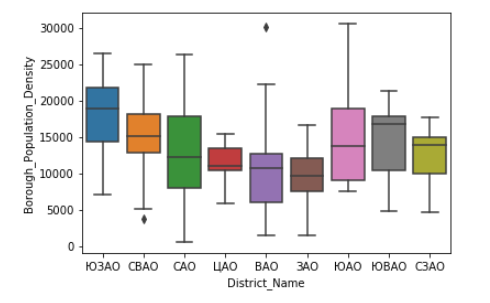 Borough_Population_Density
30000
25000
20000
15000
10000
5000
0
ЮЗАО СВАО САО ЦАО ВАО ЗАО ЮАО ЮВАО СЗАО
District_Name